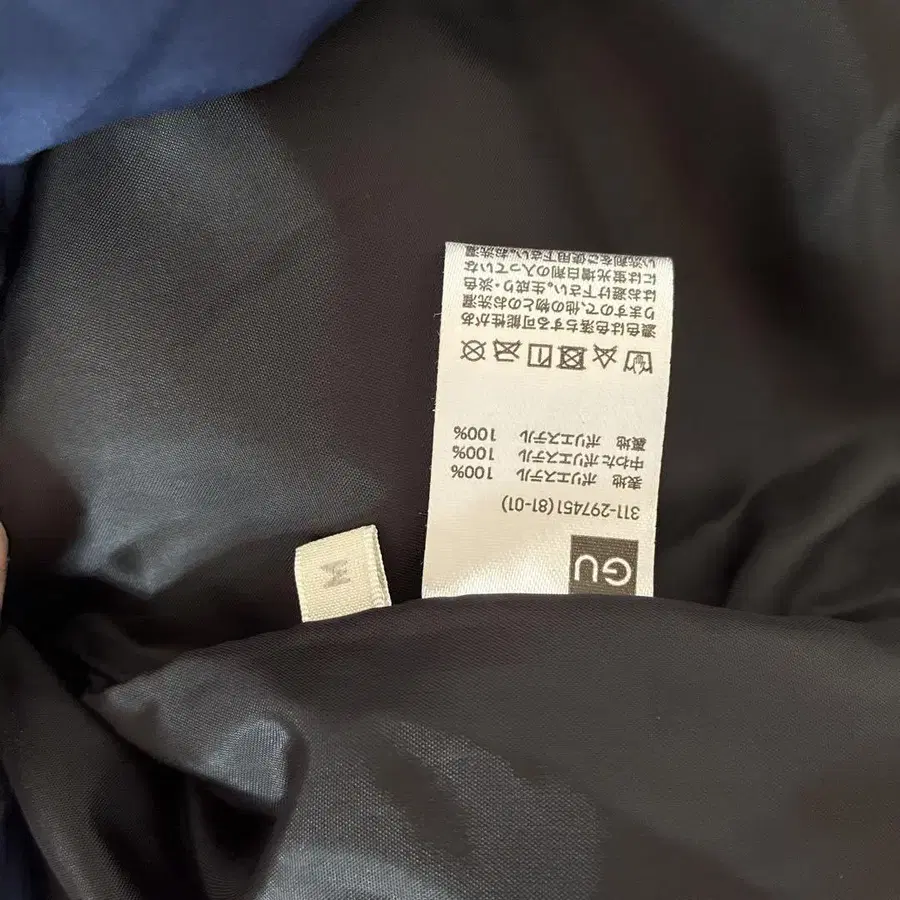 GU
311-297451(81-01)
表地 ポリエステル 100%
中わた ポリエステル 100%
裏地 ポリエステル 100%
濃色は色落ちする可能性があ
りますので、他の物とのお洗濯
はお避け下さい。生成り・淡色
には蛍光増白剤の入っていな
い洗剤をご使用下さい。お洗濯
M